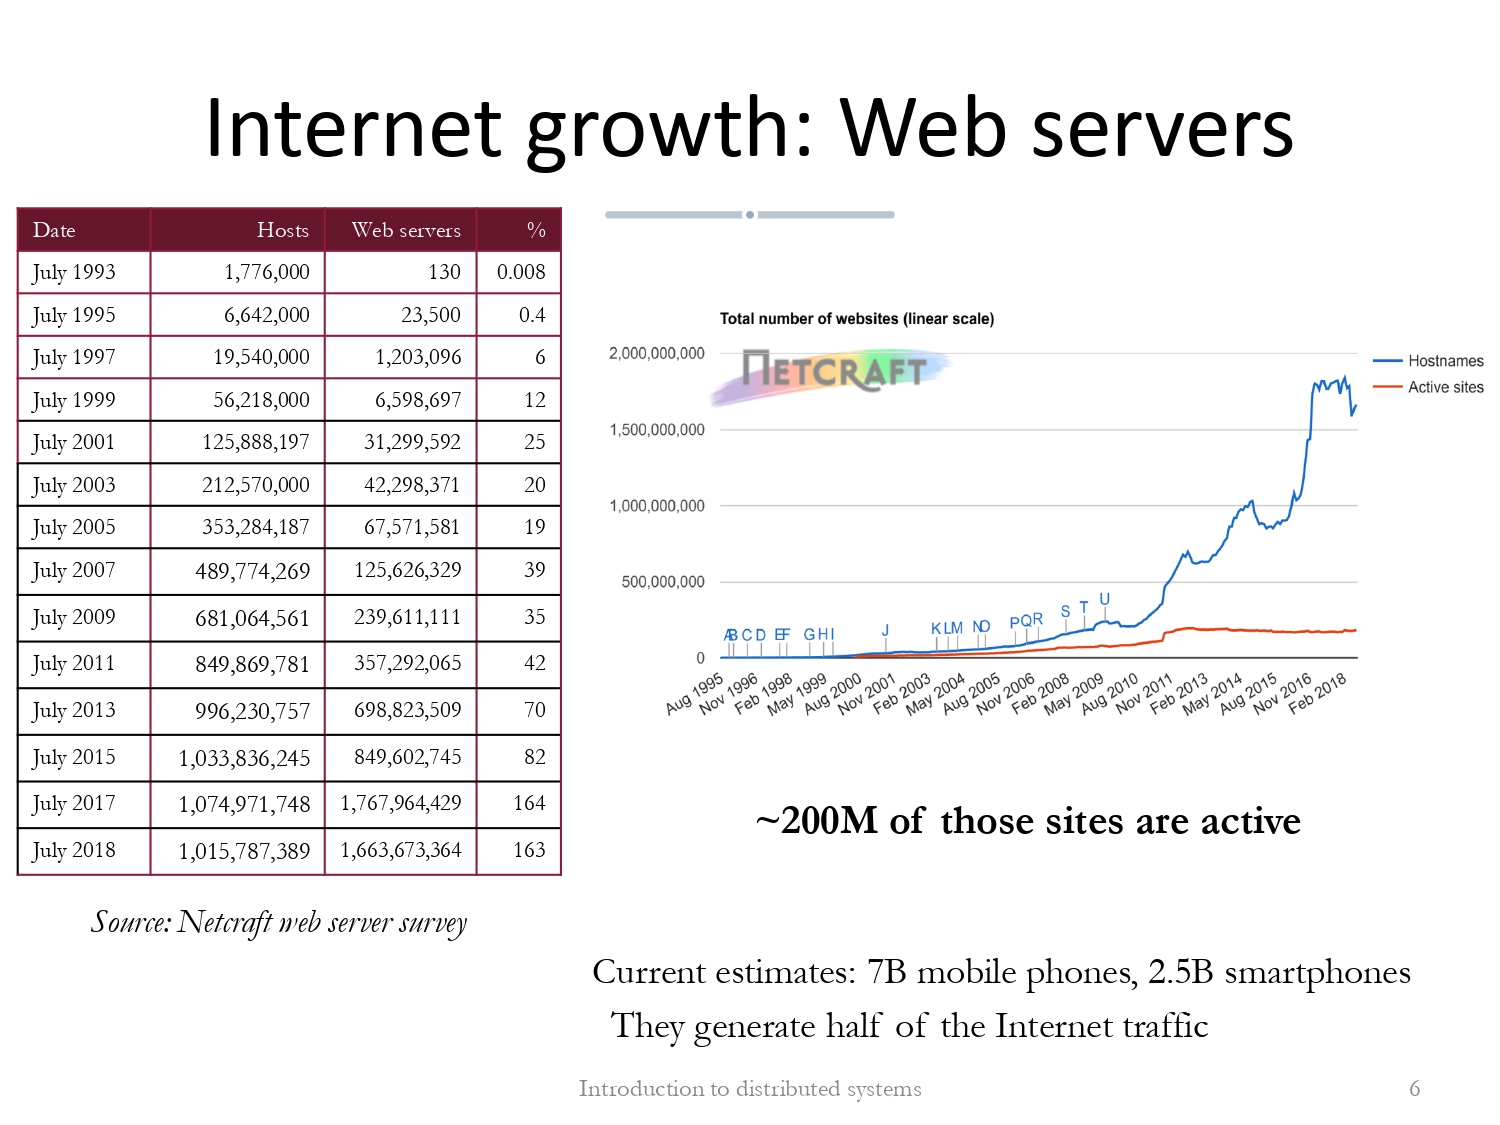 Internet growth: Web servers
Date Hosts Web servers %
July 1993 1,776,000 130 0.008
July 1995 6,642,000 23,500 0.4
July 1997 19,540,000 1,203,096 6
July 1999 56,218,000 6,598,697 12
July 2001 125,888,197 31,299,592 25
July 2003 212,570,000 42,298,371 20
July 2005 353,284,187 67,571,581 19
July 2007 489,774,269 125,626,329 39
July 2009 681,064,561 239,611,111 35
July 2011 849,869,781 357,292,065 42
July 2013 996,230,757 698,823,509 70
July 2015 1,033,836,245 849,602,745 82
July 2017 1,074,971,748 1,767,964,429 164
July 2018 1,015,787,389 1,663,673,364 163
Source: Netcraft web server survey
Total number of websites (linear scale)
NETCRAFT
Hostnames
Active sites
2,000,000,000
1,500,000,000
1,000,000,000
500,000,000
0
A B C D E F G H I J K L M N O P Q R S T U
Aug 1995 Nov 1996 Feb 1998 May 1999 Aug 2000 Nov 2001 Feb 2003 May 2004 Aug 2005 Nov 2006 Feb 2008 May 2009 Aug 2010 Nov 2011 Feb 2013 May 2014 Aug 2015 Nov 2016 Feb 2018
~200M of those sites are active
Current estimates: 7B mobile phones, 2.5B smartphones
They generate half of the Internet traffic
Introduction to distributed systems
6